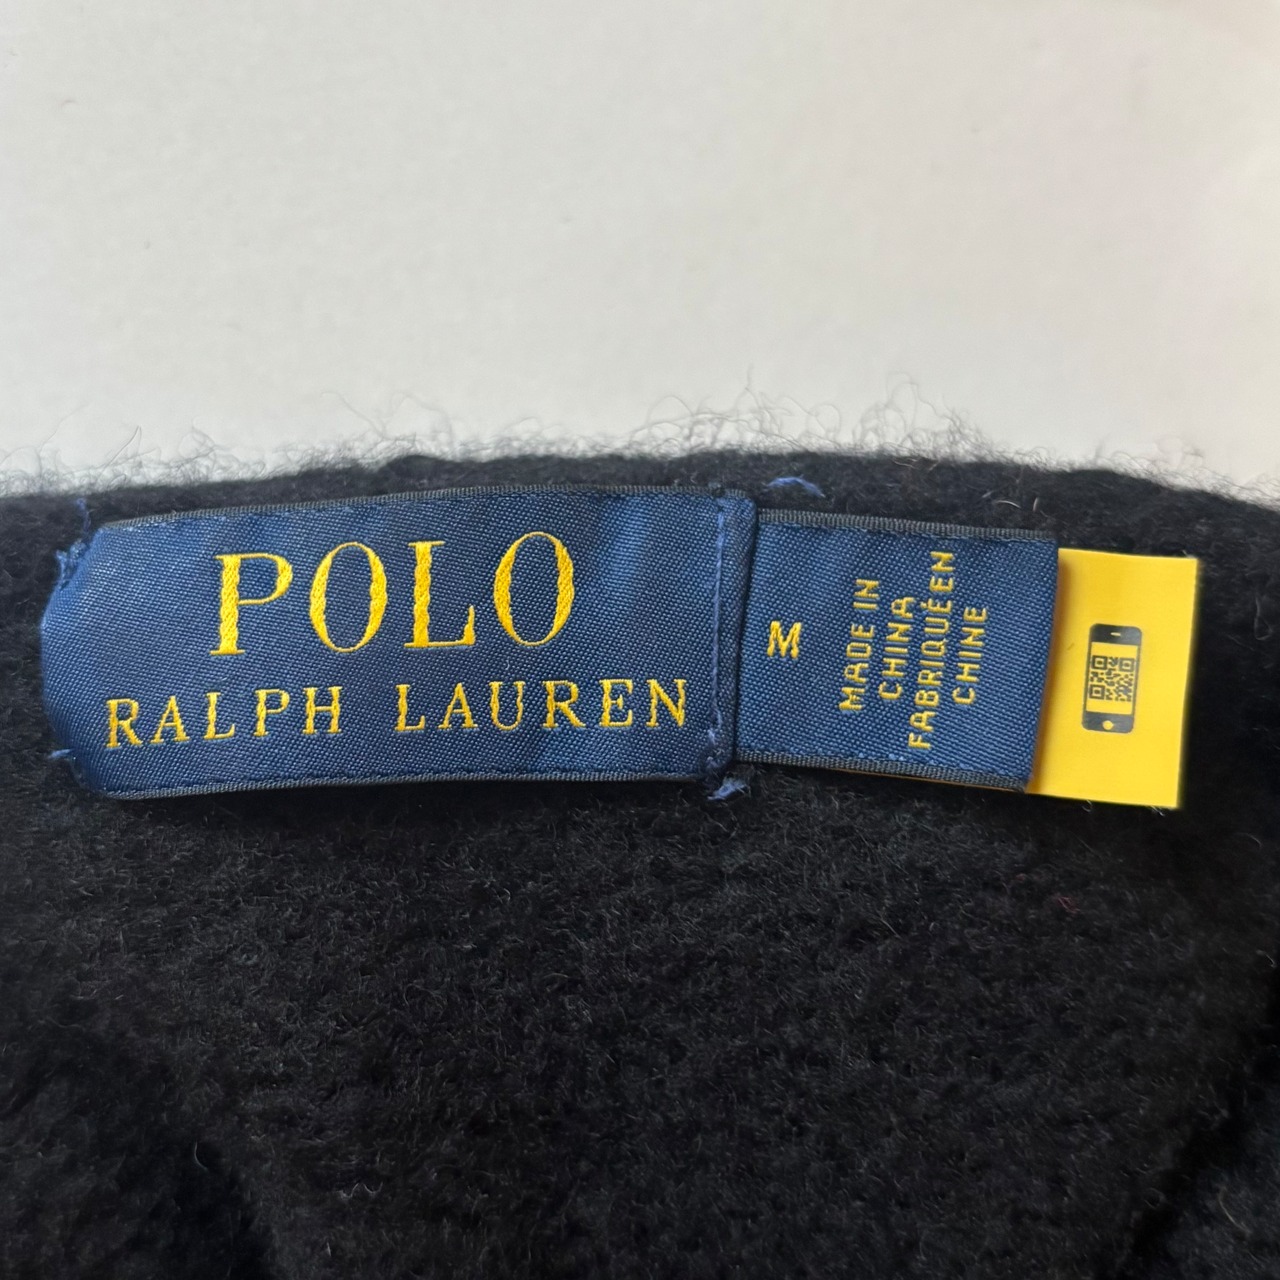 POLO
RALPH LAUREN
M
MADE IN
CHINA
FABRIQUÉ EN
CHINE